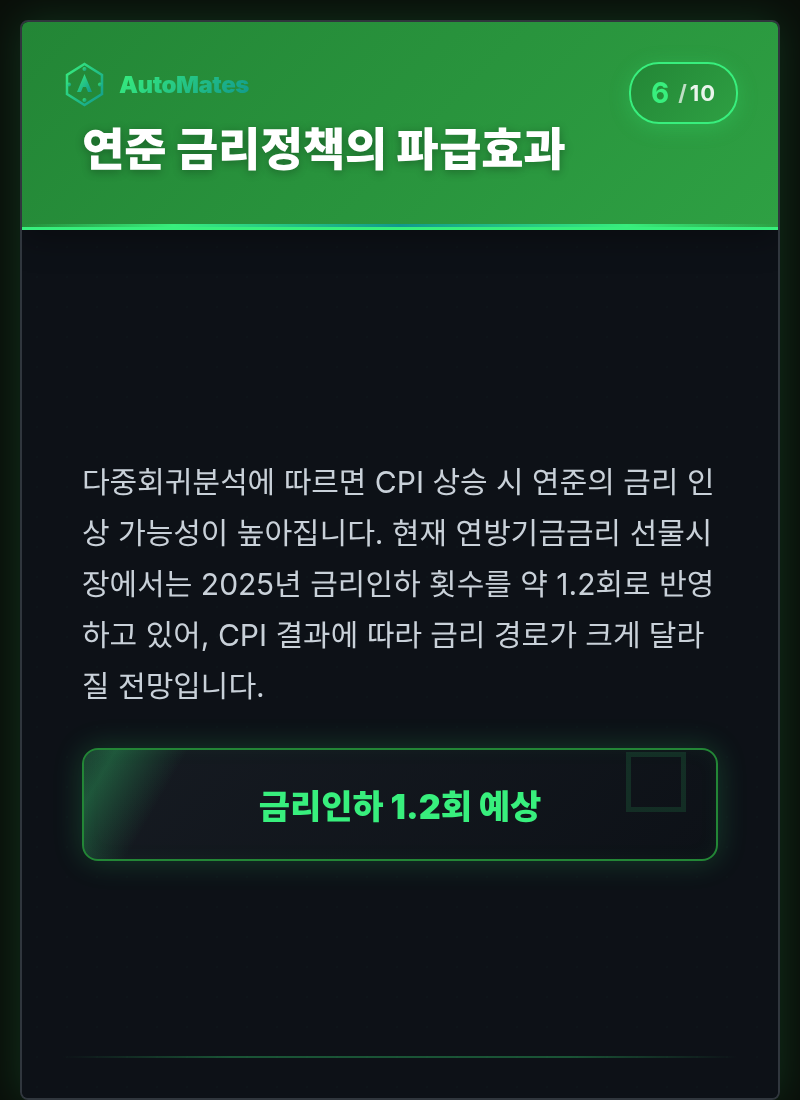 AutoMates
6 /10
연준 금리정책의 파급효과
다중회귀분석에 따르면 CPI 상승 시 연준의 금리 인
상 가능성이 높아집니다. 현재 연방기금금리 선물시
장에서는 2025년 금리인하 횟수를 약 1.2회로 반영
하고 있어, CPI 결과에 따라 금리 경로가 크게 달라
질 전망입니다.
금리인하 1.2회 예상